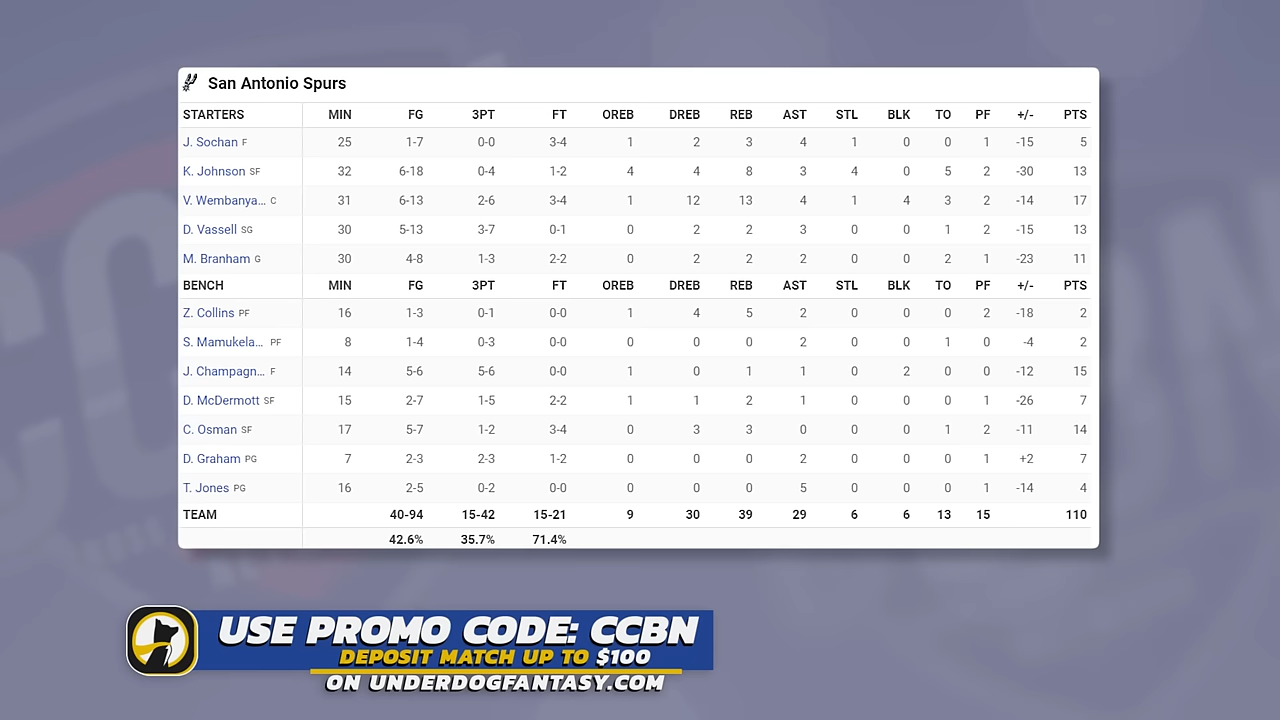 San Antonio Spurs
STARTERS MIN FG 3PT FT OREB DREB REB AST STL BLK TO PF +/- PTS
J. Sochan F 25 1-7 0-0 3-4 1 2 3 4 1 0 0 1 -15 5
K. Johnson SF 32 6-18 0-4 1-2 4 4 8 3 4 0 5 2 -30 13
V. Wembanya... C 31 6-13 2-6 3-4 1 12 13 4 1 4 3 2 -14 17
D. Vassell SG 30 5-13 3-7 0-1 0 2 2 3 0 0 1 2 -15 13
M. Branham G 30 4-8 1-3 2-2 0 2 2 2 0 0 2 1 -23 11
BENCH MIN FG 3PT FT OREB DREB REB AST STL BLK TO PF +/- PTS
Z. Collins PF 16 1-3 0-1 0-0 1 4 5 2 0 0 0 2 -18 2
S. Mamukela... PF 8 1-4 0-3 0-0 0 0 0 2 0 0 1 0 -4 2
J. Champagn... F 14 5-6 5-6 0-0 1 0 1 1 0 2 0 0 -12 15
D. McDermott SF 15 2-7 1-5 2-2 1 1 2 1 0 0 0 1 -26 7
C. Osman SF 17 5-7 1-2 3-4 0 3 3 0 0 0 1 2 -11 14
D. Graham PG 7 2-3 2-3 1-2 0 0 0 2 0 0 0 1 +2 7
T. Jones PG 16 2-5 0-2 0-0 0 0 0 5 0 0 0 1 -14 4
TEAM 40-94 15-42 15-21 9 30 39 29 6 6 13 15 110
42.6% 35.7% 71.4%
USE PROMO CODE: CCBN
DEPOSIT MATCH UP TO $100
ON UNDERDOGFANTASY.COM